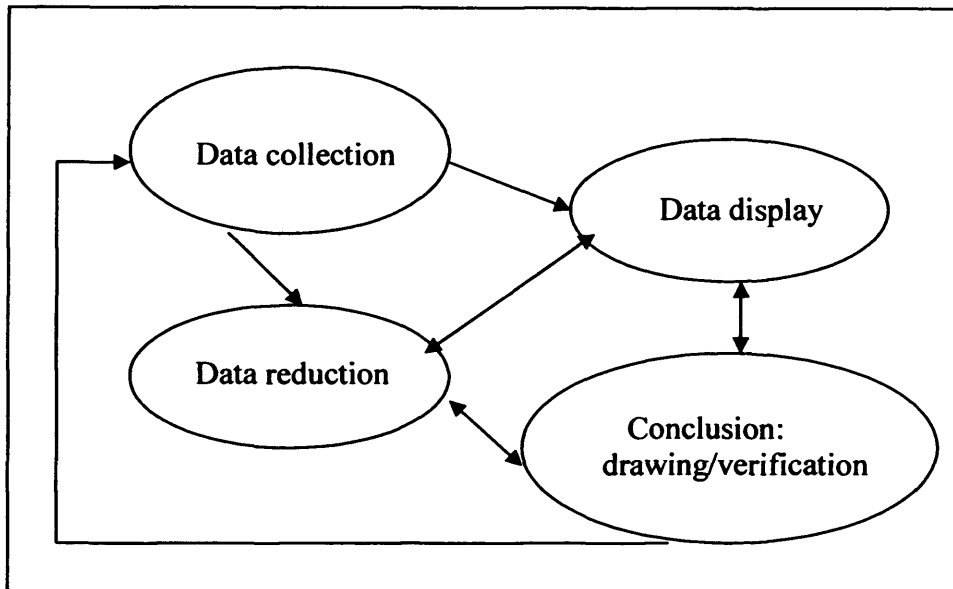 Data collection
Data display
Data reduction
Conclusion:
drawing/verification